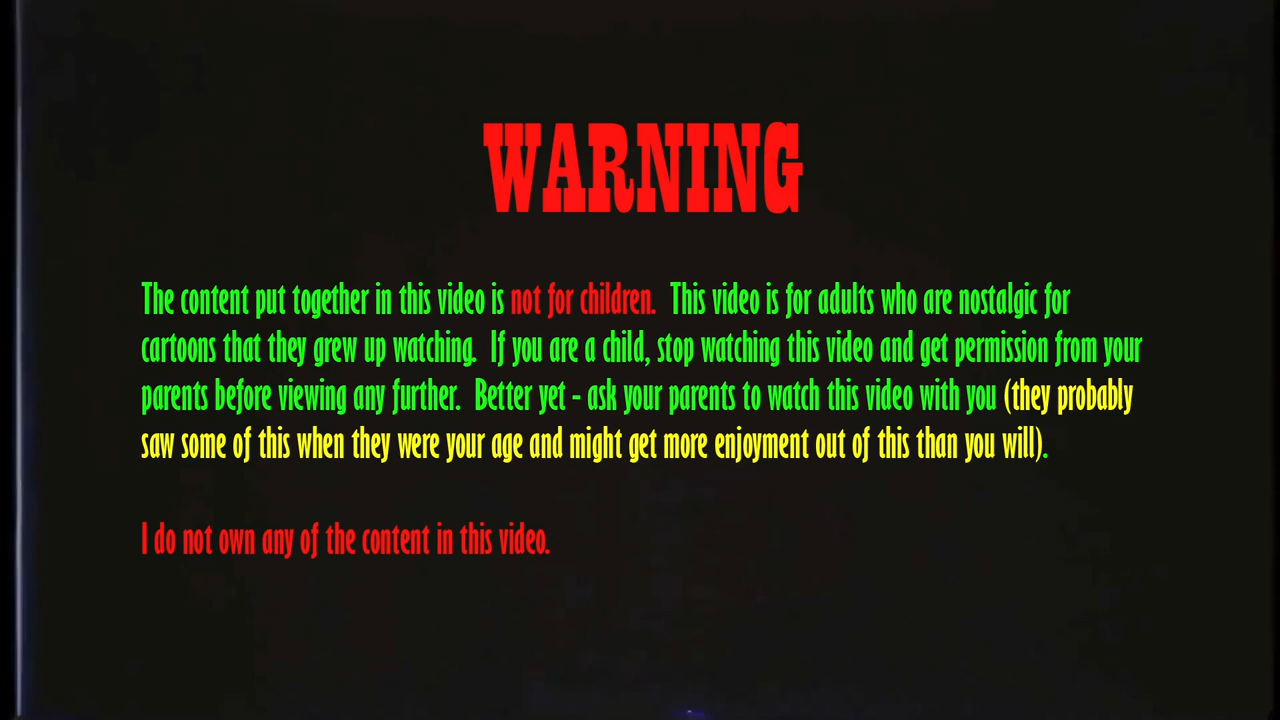 WARNING
The content put together in this video is not for children.  This video is for adults who are nostalgic for
cartoons that they grew up watching.  If you are a child, stop watching this video and get permission from your
parents before viewing any further.  Better yet - ask your parents to watch this video with you (they probably
saw some of this when they were your age and might get more enjoyment out of this than you will).
I do not own any of the content in this video.